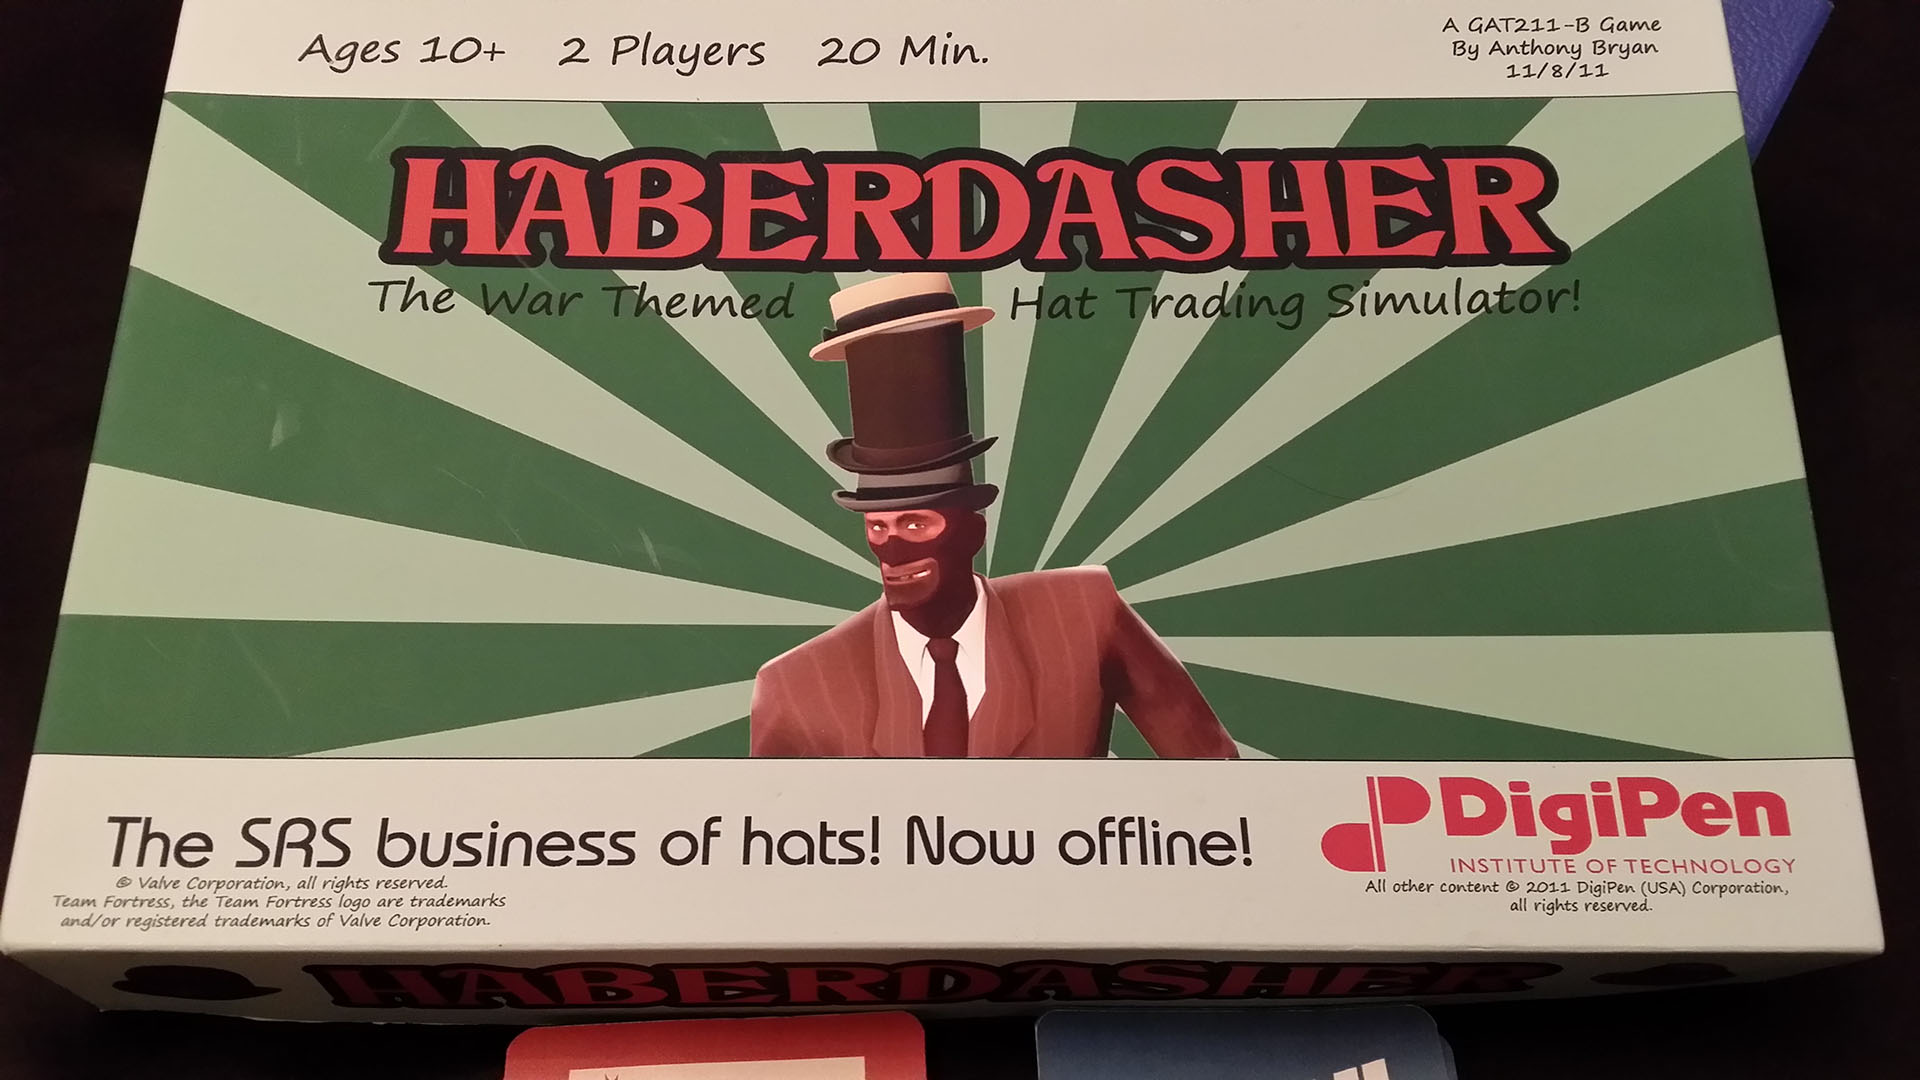 Ages 10+ 2 Players 20 Min.
A GAT211-B Game
By Anthony Bryan
11/8/11
HABERDASHER
The War Themed Hat Trading Simulator!
The SRS business of hats! Now offline!
© Valve Corporation, all rights reserved.
Team Fortress, the Team Fortress logo are trademarks
and/or registered trademarks of Valve Corporation.
DigiPen
INSTITUTE OF TECHNOLOGY
All other content © 2011 DigiPen (USA) Corporation,
all rights reserved.
HABERDASHER